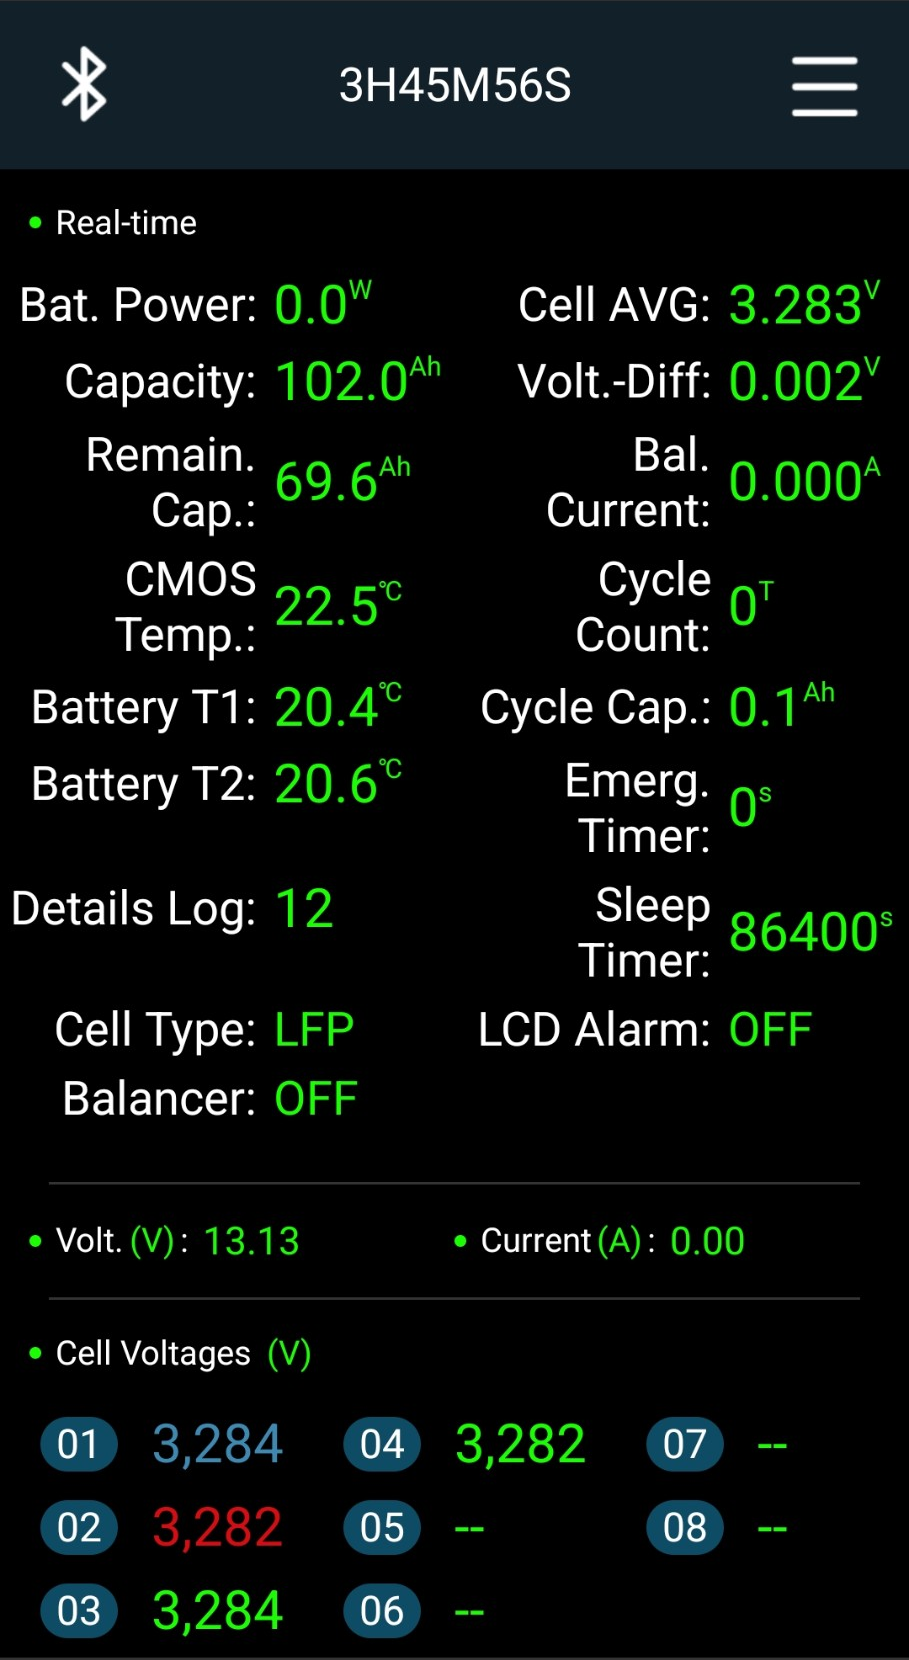 3H45M56S
Real-time
Bat. Power: 0.0W Cell AVG: 3.283V
Capacity: 102.0Ah Volt.-Diff: 0.002V
Remain.
Cap.: 69.6Ah
Bal.
Current: 0.000A
CMOS
Temp.: 22.5℃
Cycle
Count: 0T
Battery T1: 20.4℃ Cycle Cap.: 0.1Ah
Battery T2: 20.6℃
Emerg.
Timer: 0s
Details Log: 12
Sleep
Timer: 86400s
Cell Type: LFP LCD Alarm: OFF
Balancer: OFF
Volt. (V) : 13.13 Current (A) : 0.00
Cell Voltages (V)
01 3,284 04 3,282 07 --
02 3,282 05 -- 08 --
03 3,284 06 --